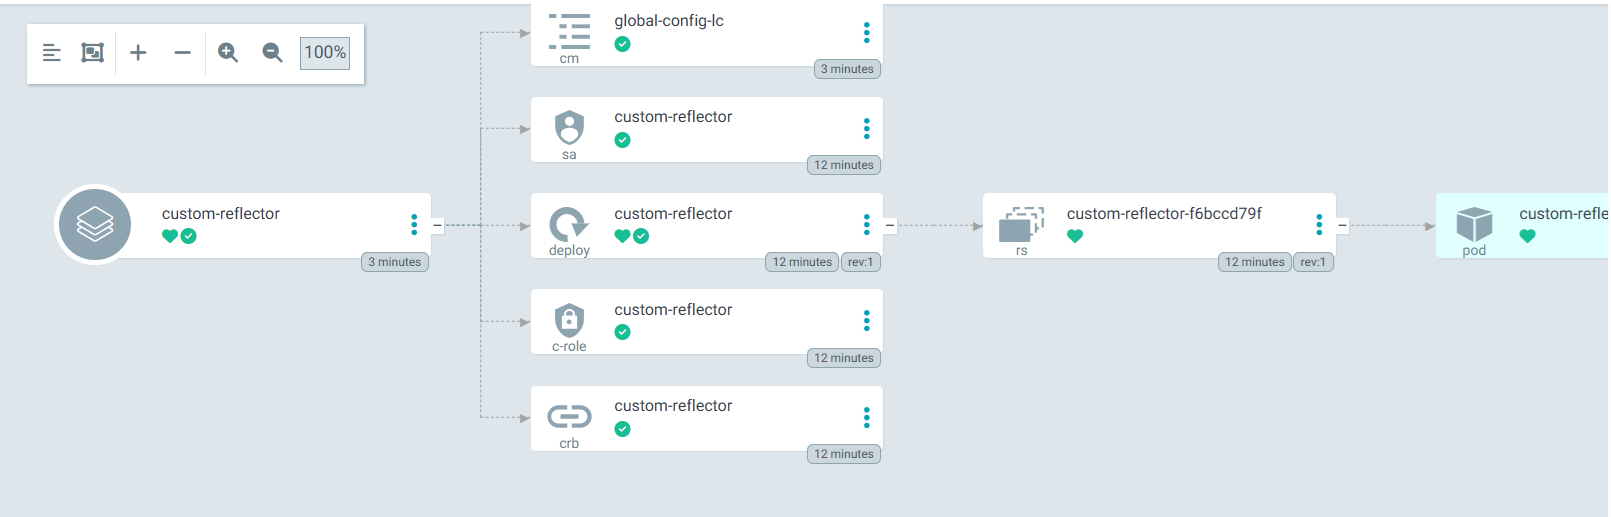 100%
global-config-lc
cm
3 minutes
custom-reflector
sa
12 minutes
custom-reflector
3 minutes
custom-reflector
deploy
12 minutes
rev:1
custom-reflector-f6bccd79f
rs
12 minutes
rev:1
custom-refle
pod
custom-reflector
c-role
12 minutes
custom-reflector
crb
12 minutes